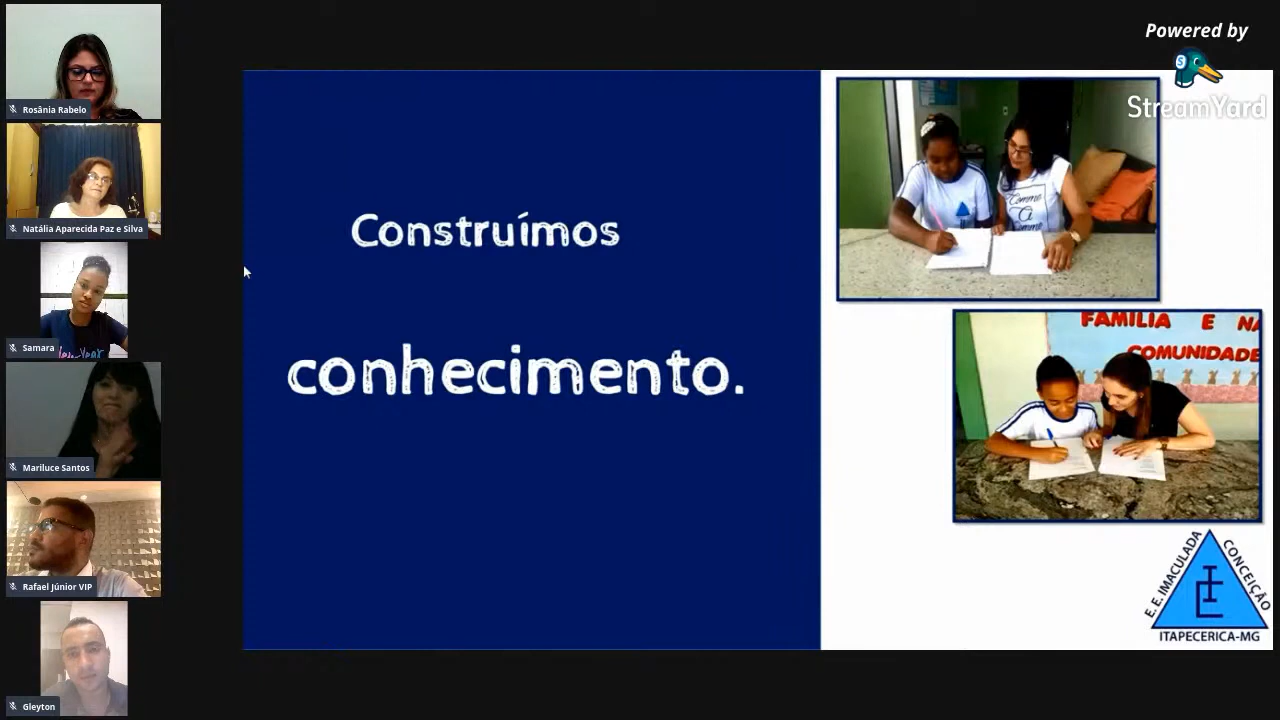 Powered by
StreamYard
Rosânia Rabelo
Natália Aparecida Paz e Silva
Samara
Mariluce Santos
Rafael Júnior VIP
Gleyton
Construímos
conhecimento.
FAMÍLIA E NA
COMUNIDADE
E. E. IMACULADA CONCEIÇÃO
ITAPECERICA-MG